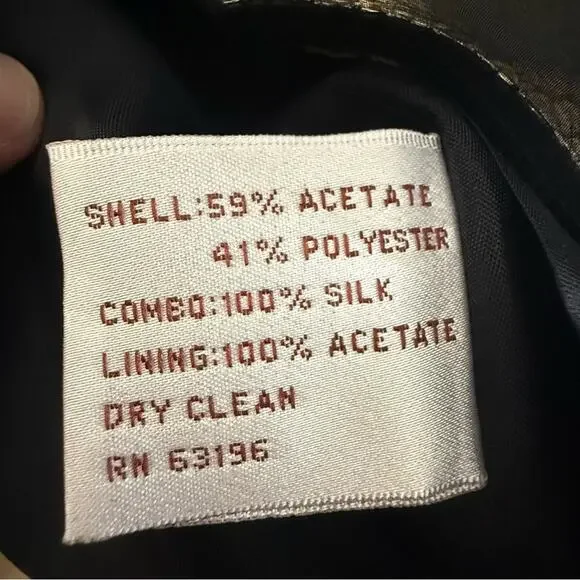 SHELL:59% ACETATE
41% POLYESTER
COMBO:100% SILK
LINING:100% ACETATE
DRY CLEAN
RN 63196